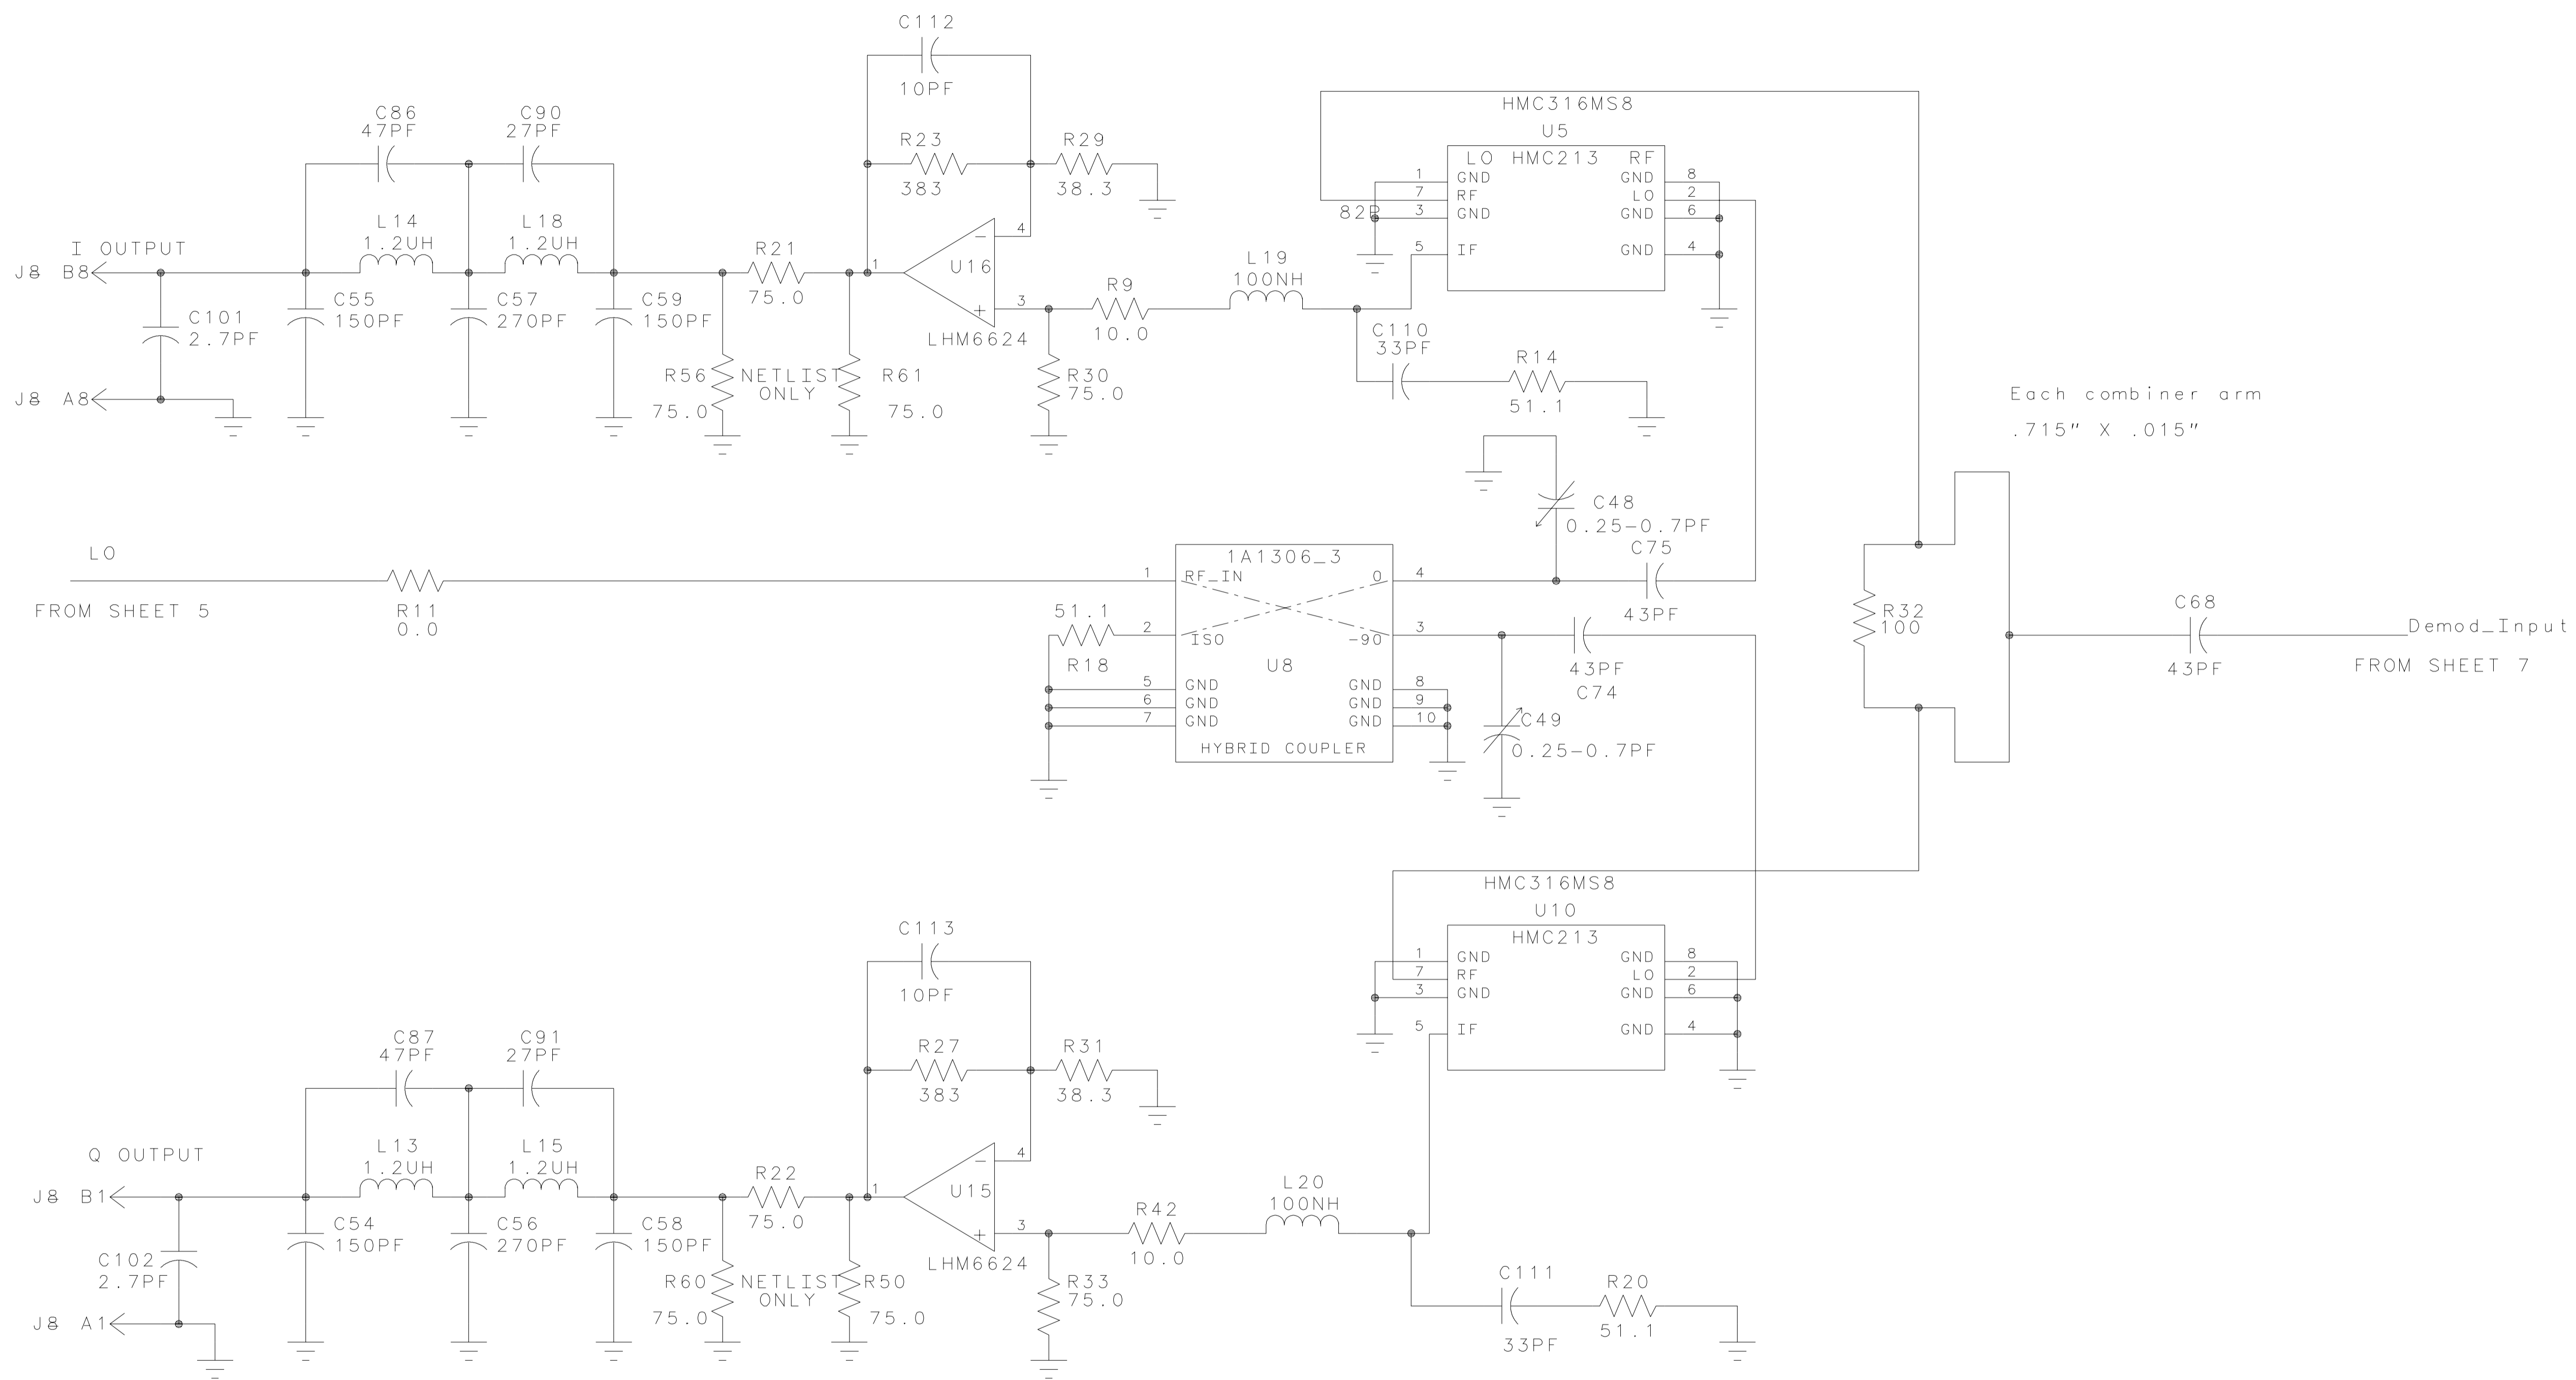 C112
10PF
C86
47PF
C90
27PF
R23
383
R29
38.3
HMC316MS8
U5
LO HMC213 RF
1 GND
7 RF
3 GND
5 IF
GND 8
LO 2
GND 6
GND 4
82P
I OUTPUT
J8 B8
L14
1.2UH
L18
1.2UH
R21
75.0
1
U16
4
3
LHM6624
R9
10.0
L19
100NH
C101
2.7PF
C55
150PF
C57
270PF
C59
150PF
J8 A8
R56
75.0
NETLIST
ONLY
R61
75.0
R30
75.0
C110
33PF
R14
51.1
Each combiner arm
.715" X .015"
C48
0.25-0.7PF
LO
FROM SHEET 5
R11
0.0
1A1306_3
1 RF_IN
0 4
51.1
R18
2 ISO
-90 3
U8
5 GND
6 GND
7 GND
GND 8
GND 9
GND 10
HYBRID COUPLER
C75
43PF
43PF
C74
C49
0.25-0.7PF
R32
100
C68
43PF
Demod_Input
FROM SHEET 7
HMC316MS8
U10
HMC213
1 GND
7 RF
3 GND
5 IF
GND 8
LO 2
GND 6
GND 4
C113
10PF
C87
47PF
C91
27PF
R27
383
R31
38.3
Q OUTPUT
J8 B1
L13
1.2UH
L15
1.2UH
R22
75.0
1
U15
4
3
LHM6624
R42
10.0
L20
100NH
C102
2.7PF
C54
150PF
C56
270PF
C58
150PF
J8 A1
R60
75.0
NETLIST
ONLY
R50
75.0
R33
75.0
C111
33PF
R20
51.1